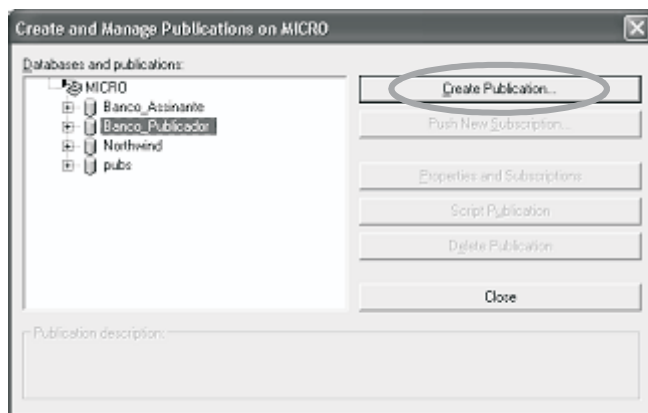 Create and Manage Publications on MICRO
Databases and publications:
MICRO
Banco_Assinante
Banco_Publicador
Northwind
pubs
Create Publication...
Push New Subscription...
Properties and Subscriptions
Script Publication
Delete Publication
Close
Publication description: